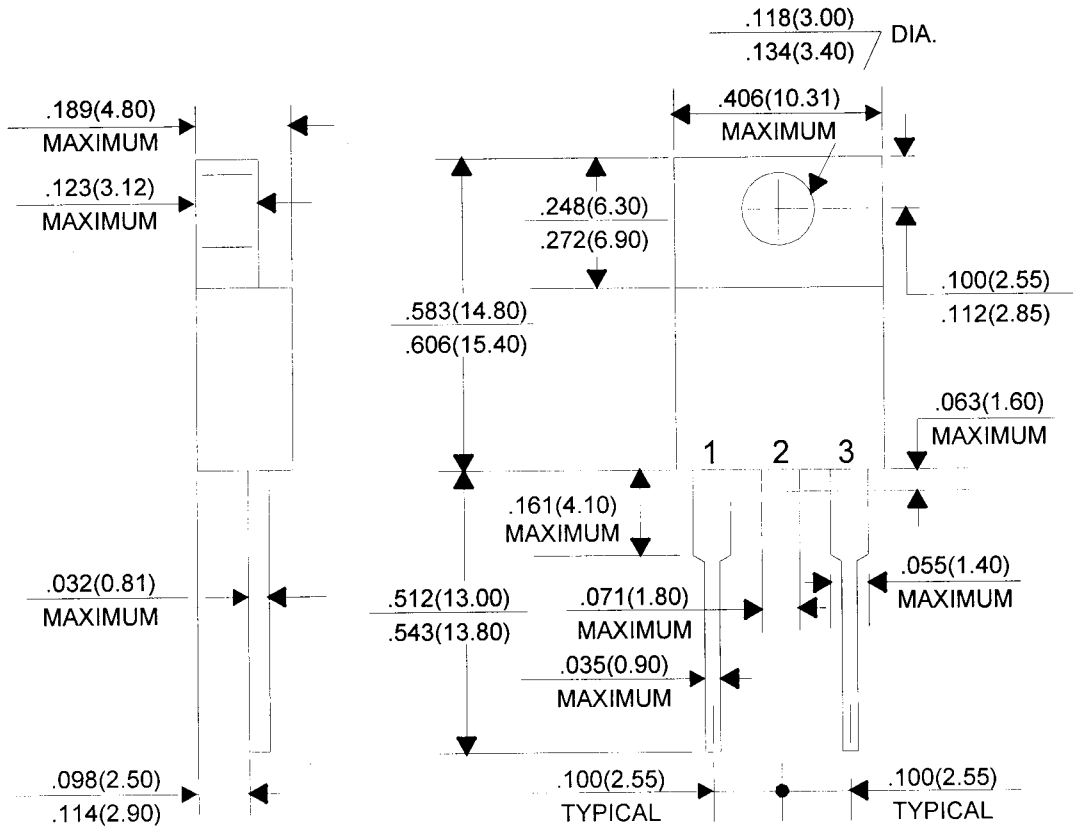 .118(3.00)
.134(3.40)
DIA.
.189(4.80)
MAXIMUM
.406(10.31)
MAXIMUM
.123(3.12)
MAXIMUM
.248(6.30)
.272(6.90)
.100(2.55)
.112(2.85)
.583(14.80)
.606(15.40)
.063(1.60)
MAXIMUM
1 2 3
.161(4.10)
MAXIMUM
.032(0.81)
MAXIMUM
.512(13.00)
.543(13.80)
.071(1.80)
MAXIMUM
.055(1.40)
MAXIMUM
.035(0.90)
MAXIMUM
.098(2.50)
.114(2.90)
.100(2.55)
TYPICAL
.100(2.55)
TYPICAL